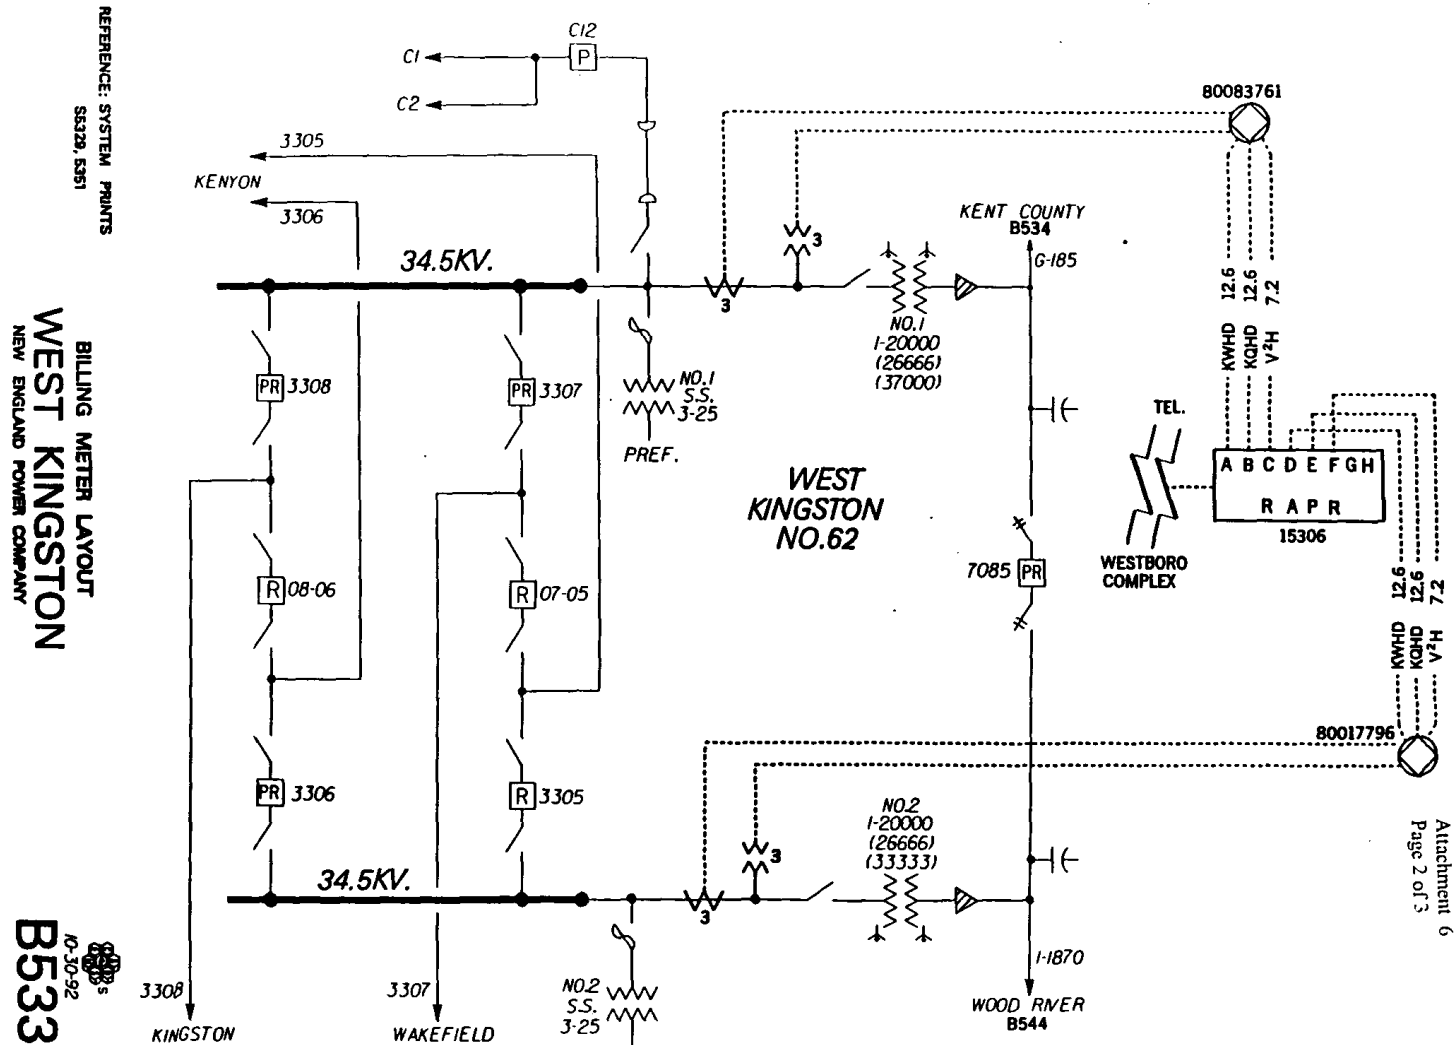 REFERENCE: SYSTEM PRINTS
S5329, 5351
BILLING METER LAYOUT
WEST KINGSTON
NEW ENGLAND POWER COMPANY
S
10-30-92
B533
C1
C2
C12
P
3305
KENYON
3306
34.5KV.
PR 3308
PR 3307
R 08-06
R 07-05
PR 3306
R 3305
34.5KV.
3308
KINGSTON
3307
WAKEFIELD
NO.1
S.S.
3-25
PREF.
3
3
NO.1
1-20000
(26666)
(37000)
KENT COUNTY
B534
G-185
WEST
KINGSTON
NO.62
7085 PR
80083761
12.6 12.6 7.2
KWHD KQHD V²H
TEL.
A B C D E F G H
R A P R
15306
WESTBORO
COMPLEX
12.6 12.6 7.2
KWHD KQHD V²H
80017796
3
3
NO.2
1-20000
(26666)
(33333)
NO.2
S.S.
3-25
1-1870
WOOD RIVER
B544
Attachment 6
Page 2 of 3